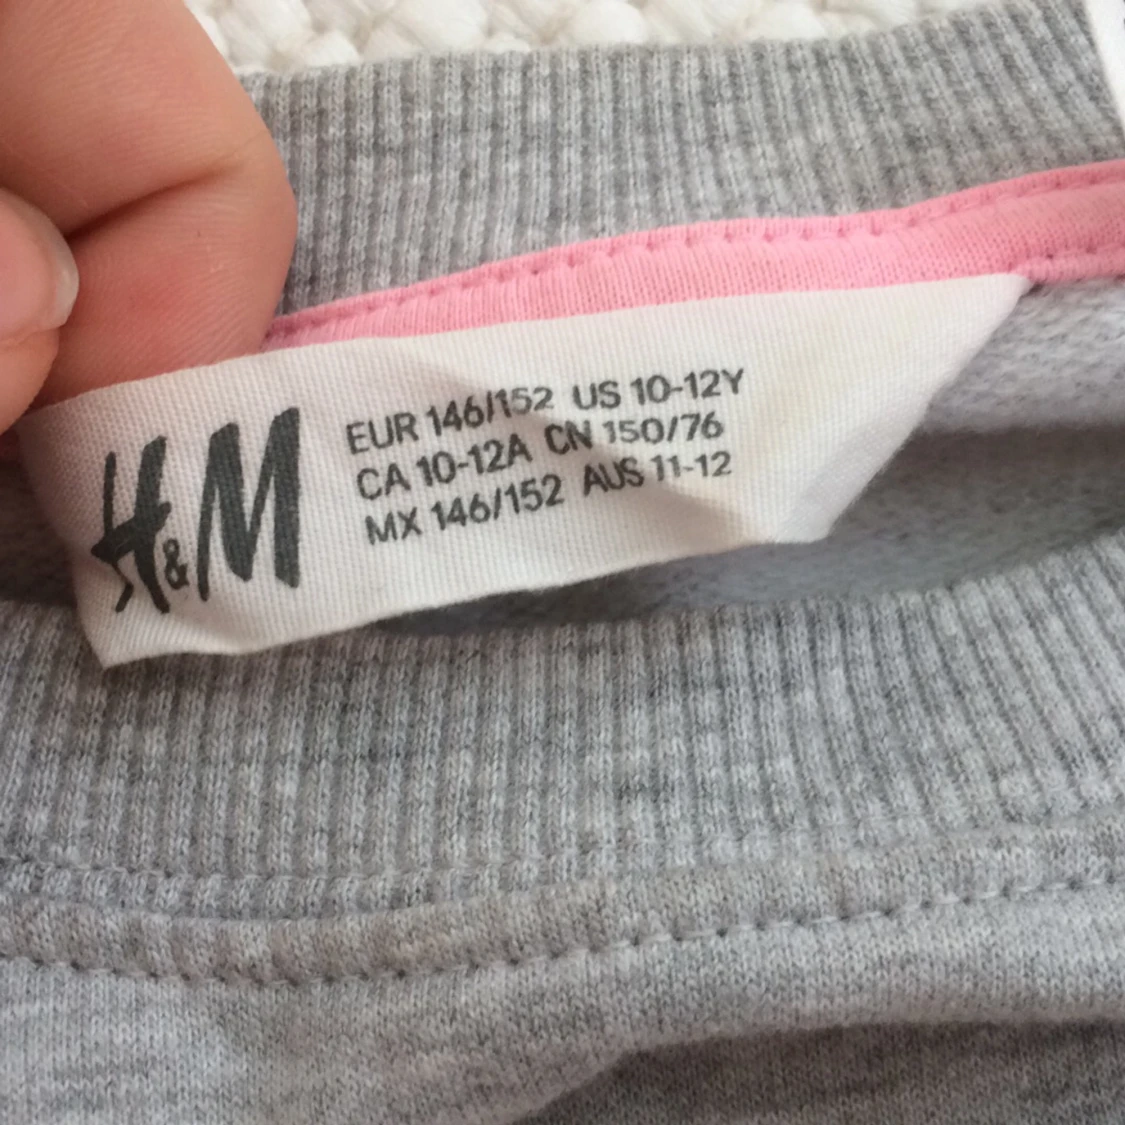 H&M
EUR 146/152 US 10-12Y
CA 10-12A CN 150/76
MX 146/152 AUS 11-12